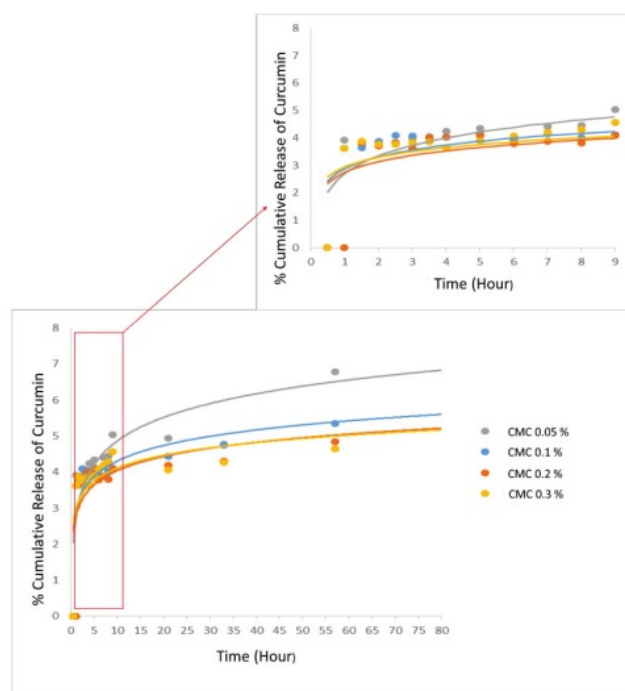 8
7
6
5
4
3
2
1
0
% Cumulative Release of Curcumin
0 1 2 3 4 5 6 7 8 9
Time (Hour)
8
7
6
5
4
3
2
1
0
% Cumulative Release of Curcumin
0 5 10 15 20 25 30 35 40 45 50 55 60 65 70 75 80
Time (Hour)
CMC 0.05 %
CMC 0.1 %
CMC 0.2 %
CMC 0.3 %